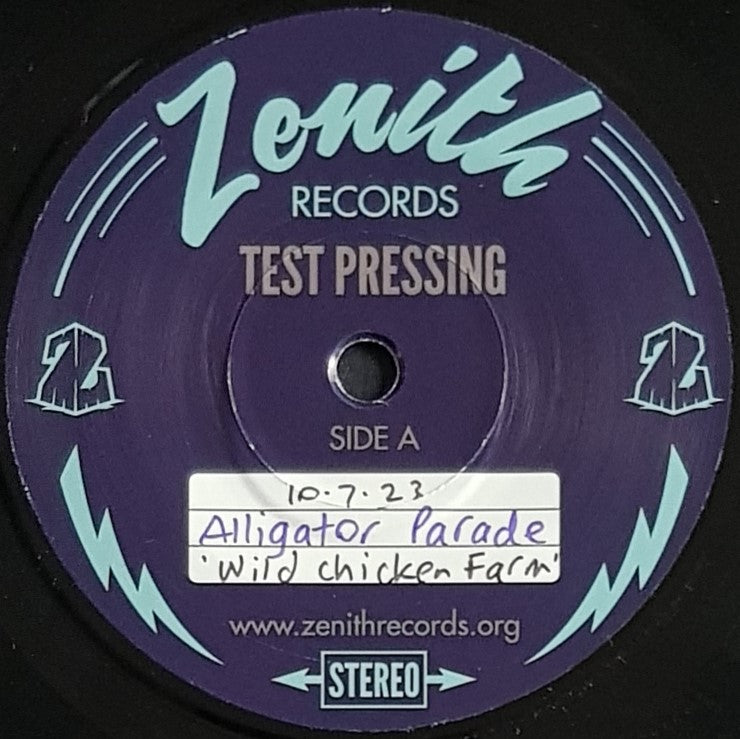 Zenith
RECORDS
TEST PRESSING
Z Z
SIDE A
10.7.23
Alligator Parade
'Wild chicken Farm'
www.zenithrecords.org
STEREO